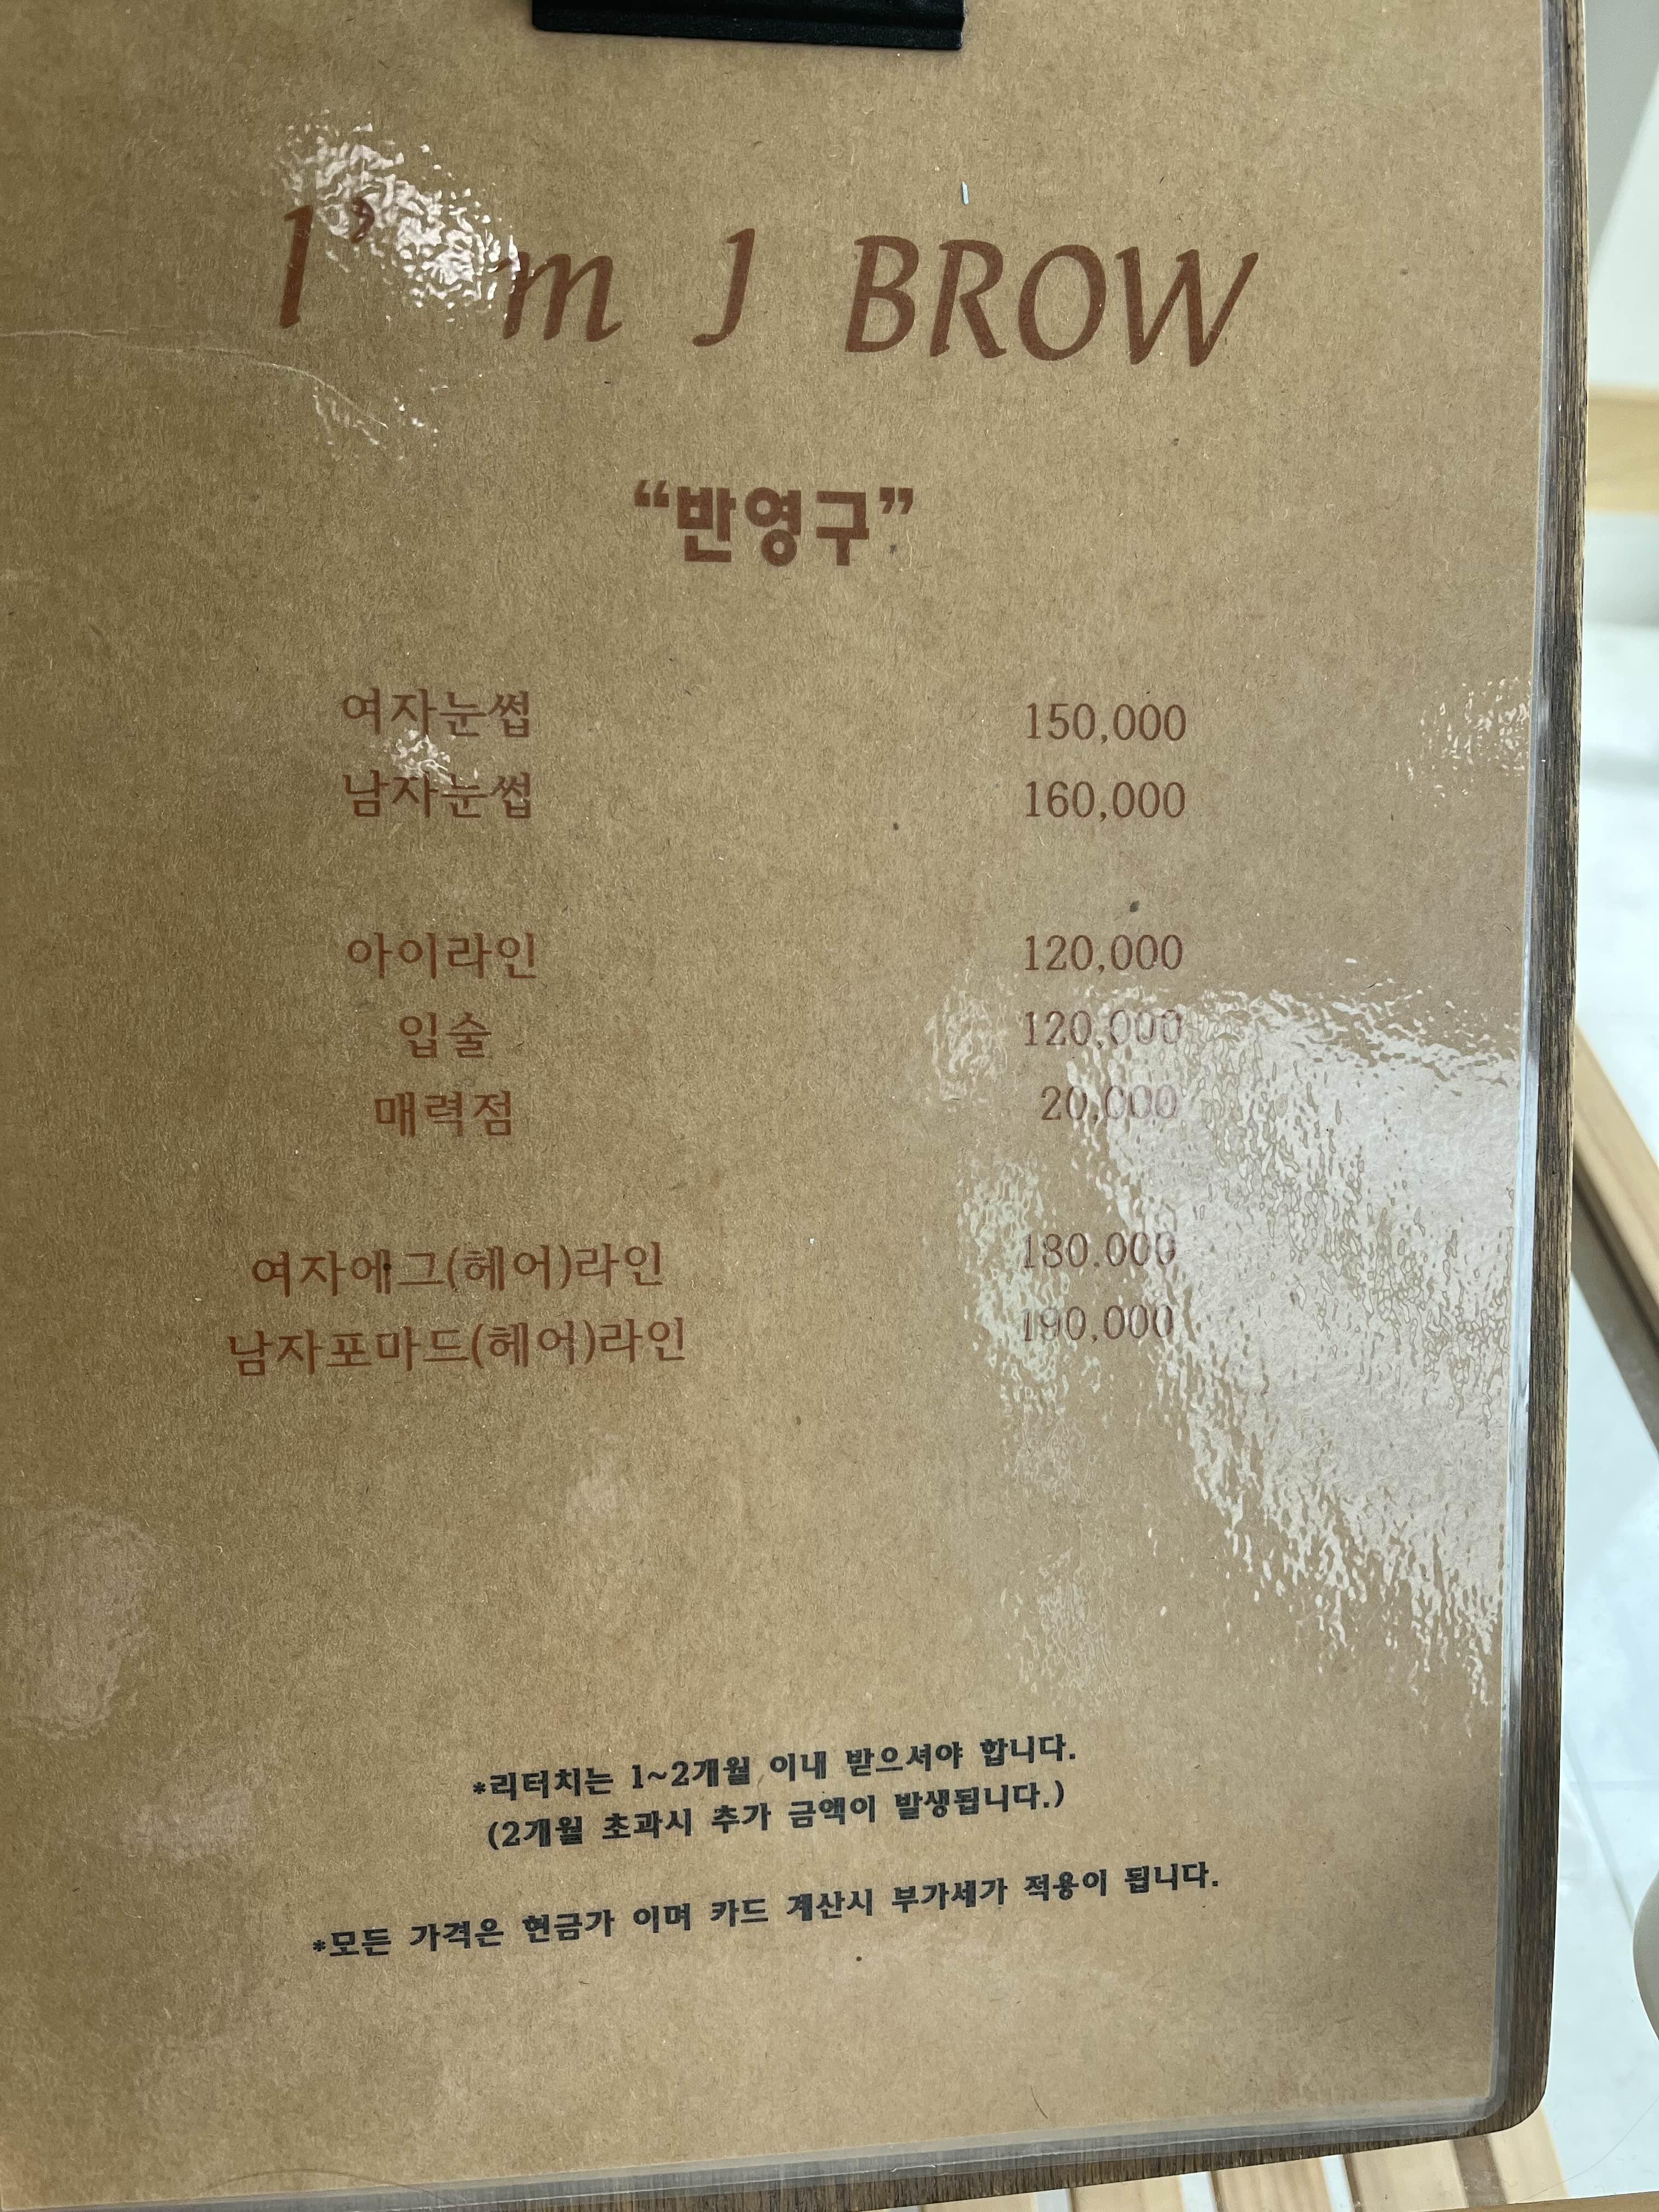 I'm J BROW
“반영구”
여자눈썹 150,000
남자눈썹 160,000
아이라인 120,000
입술 120,000
매력점 20,000
여자에그(헤어)라인 180.000
남자포마드(헤어)라인 190,000
*리터치는 1~2개월 이내 받으셔야 합니다.
(2개월 초과시 추가 금액이 발생됩니다.)
*모든 가격은 현금가 이며 카드 계산시 부가세가 적용이 됩니다.